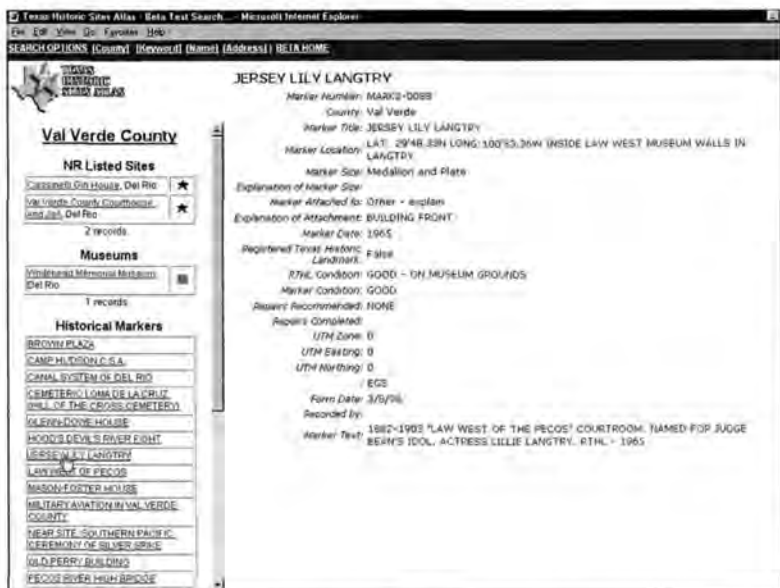 Texas Historic Sites Atlas - Beta Test Search... - Microsoft Internet Explorer
File Edit View Go Favorites Help
SEARCH OPTIONS [County] [Keyword] [Name] [Address] | BETA HOME
TEXAS
HISTORIC
SITES ATLAS
Val Verde County
NR Listed Sites
Cassinelli Gin House, Del Rio
Val Verde County Courthouse
and Jail, Del Rio
2 records.
Museums
Whitehead Memorial Museum,
Del Rio
1 records
Historical Markers
BROWN PLAZA
CAMP HUDSON C.S.A.
CANAL SYSTEM OF DEL RIO
CEMETERIO LOMA DE LA CRUZ
(HILL OF THE CROSS CEMETERY)
GLENN-DOWE HOUSE
HOOD'S DEVIL'S RIVER FIGHT
JERSEY LILY LANGTRY
LAW WEST OF PECOS
MASON-FOSTER HOUSE
MILITARY AVIATION IN VAL VERDE
COUNTY
NEAR SITE, SOUTHERN PACIFIC,
CEREMONY OF SILVER SPIKE
OLD PERRY BUILDING
PECOS RIVER HIGH BRIDGE
JERSEY LILY LANGTRY
Marker Number: MARK2-0089
County: Val Verde
Marker Title: JERSEY LILY LANGTRY
Marker Location: LAT: 29'48.33N LONG: 100'33.36W INSIDE LAW WEST MUSEUM WALLS IN
LANGTRY
Marker Size: Medallion and Plate
Explanation of Marker Size:
Marker Attached to: Other - explain
Explanation of Attachment: BUILDING FRONT
Marker Date: 1965
Registered Texas Historic
Landmark: False
RTHL Condition: GOOD - ON MUSEUM GROUNDS
Marker Condition: GOOD
Repairs Recommended: NONE
Repairs Completed:
UTM Zone: 0
UTM Easting: 0
UTM Northing: 0
: EGS
Form Date: 3/5/96
Recorded by:
Marker Text: 1882-1903 "LAW WEST OF THE PECOS" COURTROOM. NAMED FOR JUDGE
BEAN'S IDOL, ACTRESS LILLIE LANGTRY. RTHL - 1965